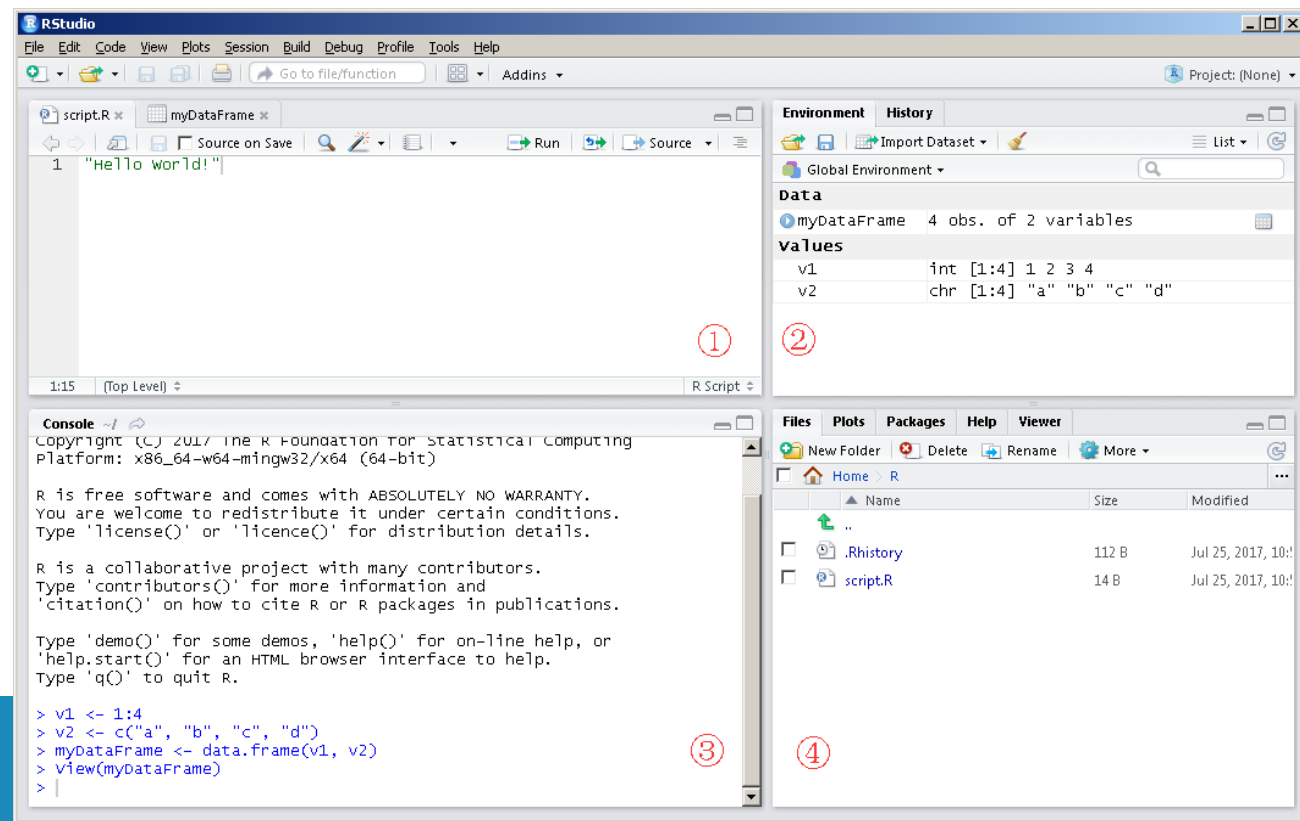 RStudio
File Edit Code View Plots Session Build Debug Profile Tools Help
Go to file/function Addins Project: (None)
script.R myDataFrame
Source on Save Run Source
1 "Hello World!"
①
1:15 (Top Level) R Script
Environment History
Import Dataset List
Global Environment
Data
myDataFrame 4 obs. of 2 variables
Values
v1 int [1:4] 1 2 3 4
v2 chr [1:4] "a" "b" "c" "d"
②
Console ~/
Copyright (C) 2017 The R Foundation for Statistical Computing
Platform: x86_64-w64-mingw32/x64 (64-bit)
R is free software and comes with ABSOLUTELY NO WARRANTY.
You are welcome to redistribute it under certain conditions.
Type 'license()' or 'licence()' for distribution details.
R is a collaborative project with many contributors.
Type 'contributors()' for more information and
'citation()' on how to cite R or R packages in publications.
Type 'demo()' for some demos, 'help()' for on-line help, or
'help.start()' for an HTML browser interface to help.
Type 'q()' to quit R.
> v1 <- 1:4
> v2 <- c("a", "b", "c", "d")
> myDataFrame <- data.frame(v1, v2)
> View(myDataFrame)
>
③
Files Plots Packages Help Viewer
New Folder Delete Rename More
Home R ...
Name Size Modified
..
.Rhistory 112 B Jul 25, 2017, 10:
script.R 14 B Jul 25, 2017, 10:
④